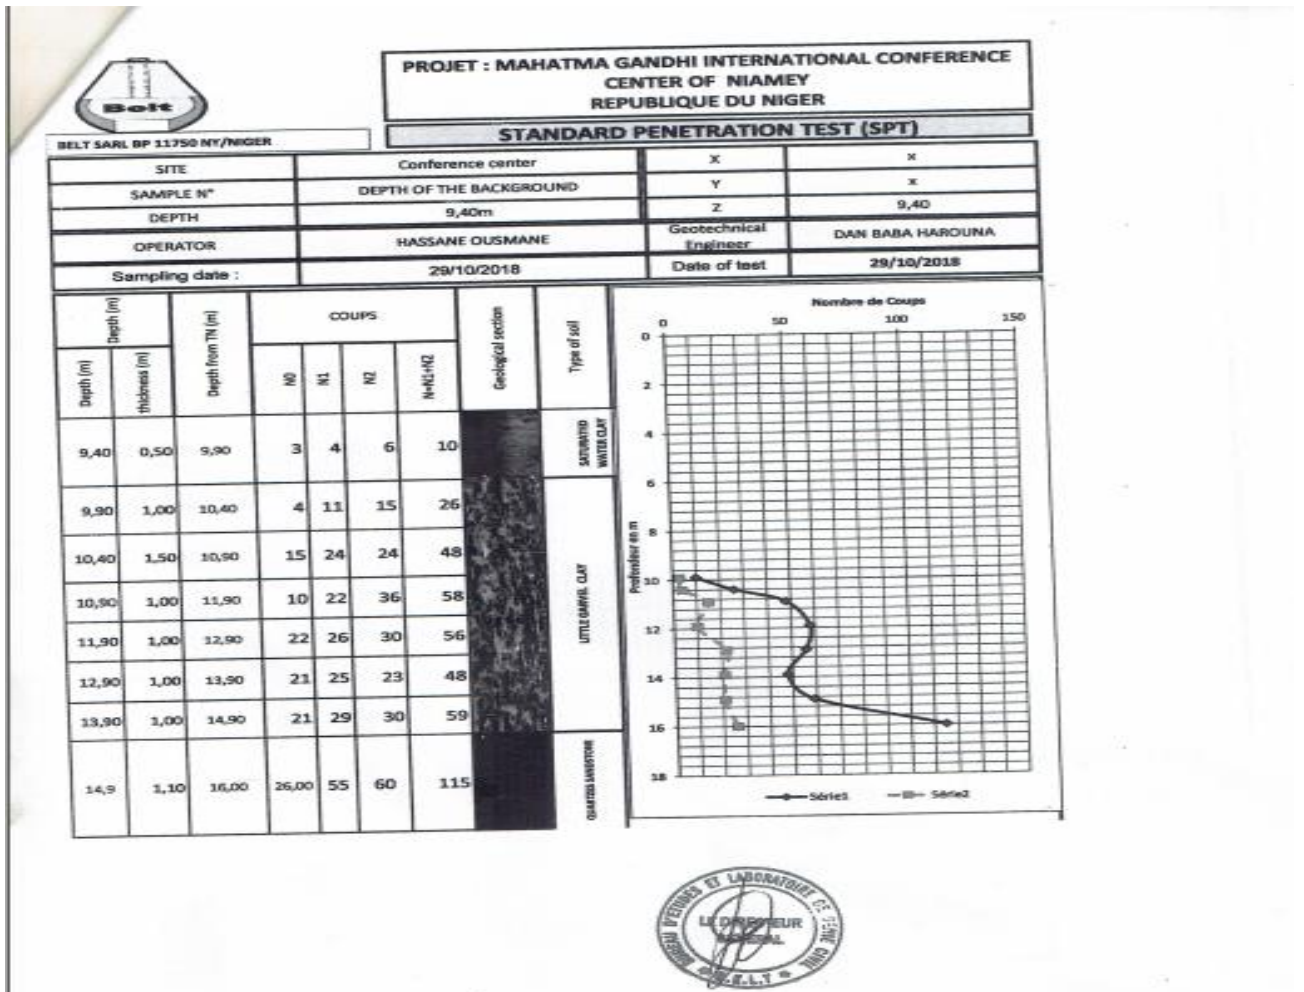 PROJET : MAHATMA GANDHI INTERNATIONAL CONFERENCE
CENTER OF NIAMEY
REPUBLIQUE DU NIGER
Belt
BELT SARL BP 11750 NY/NIGER
STANDARD PENETRATION TEST (SPT)
SITE Conference center X x
SAMPLE N° DEPTH OF THE BACKGROUND Y x
DEPTH 9,40m Z 9,40
OPERATOR HASSANE OUSMANE Geotechnical Engineer DAN BABA HAROUNA
Sampling date : 29/10/2018 Date of test 29/10/2018
Depth (m) Depth from TN (m) COUPS Geological section Type of soil
Depth (m) thickness (m) N0 N1 N2 N=N1+N2
9,40 0,50 9,90 3 4 6 10 SATURATED WATER CLAY
9,90 1,00 10,40 4 11 15 26
10,40 1,50 10,90 15 24 24 48
10,90 1,00 11,90 10 22 36 58 LITTLE GARVEL CLAY
11,90 1,00 12,90 22 26 30 56
12,90 1,00 13,90 21 25 23 48
13,90 1,00 14,90 21 29 30 59
14,9 1,10 16,00 26,00 55 60 115
Nombre de Coups
0 50 100 150
0
2
4
6
8
10
12
14
16
18
Profondeur en m
Série1 Série2
BUREAU D'ETUDES ET LABORATOIRE DE GENIE CIVIL
LE DIRECTEUR
GENERAL
B.E.L.T